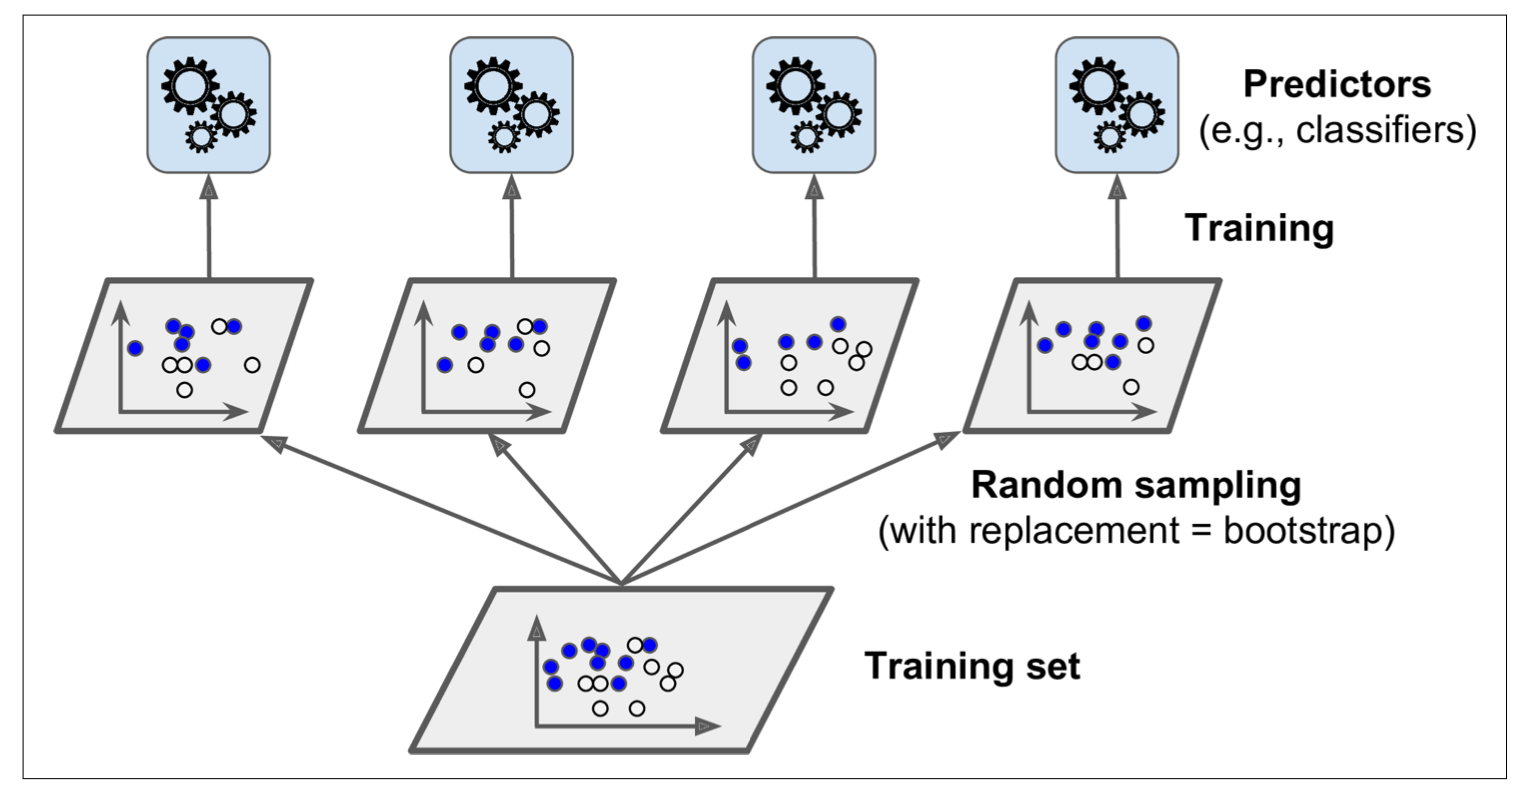 Predictors
(e.g., classifiers)
Training
Random sampling
(with replacement = bootstrap)
Training set